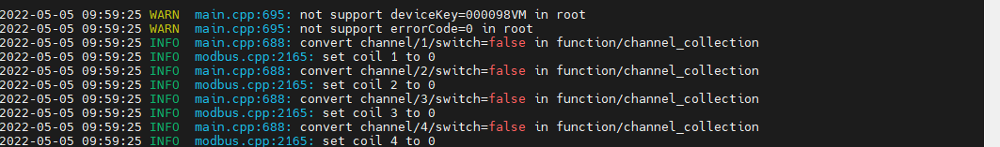 2022-05-05 09:59:25 WARN  main.cpp:695: not support deviceKey=000098VM in root
2022-05-05 09:59:25 WARN  main.cpp:695: not support errorCode=0 in root
2022-05-05 09:59:25 INFO  main.cpp:688: convert channel/1/switch=false in function/channel_collection
2022-05-05 09:59:25 INFO  modbus.cpp:2165: set coil 1 to 0
2022-05-05 09:59:25 INFO  main.cpp:688: convert channel/2/switch=false in function/channel_collection
2022-05-05 09:59:25 INFO  modbus.cpp:2165: set coil 2 to 0
2022-05-05 09:59:25 INFO  main.cpp:688: convert channel/3/switch=false in function/channel_collection
2022-05-05 09:59:25 INFO  modbus.cpp:2165: set coil 3 to 0
2022-05-05 09:59:25 INFO  main.cpp:688: convert channel/4/switch=false in function/channel_collection
2022-05-05 09:59:25 INFO  modbus.cpp:2165: set coil 4 to 0